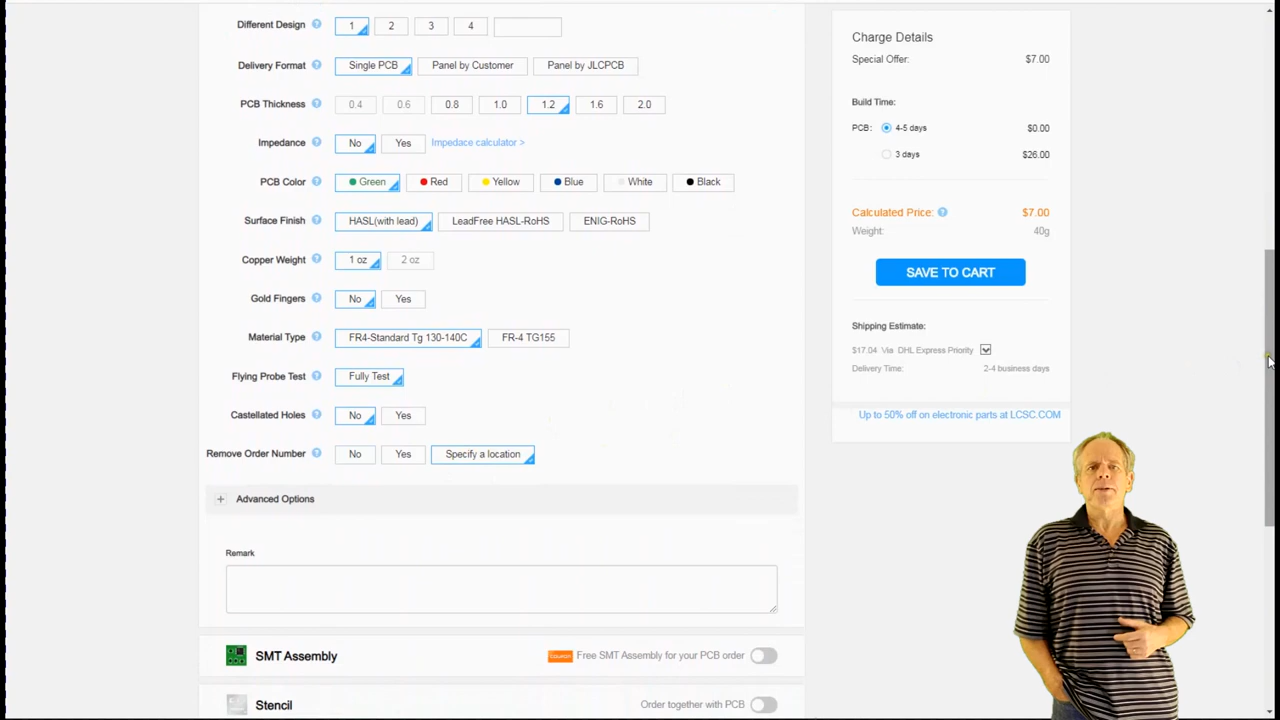 Different Design ? 1 2 3 4
Delivery Format ? Single PCB Panel by Customer Panel by JLCPCB
PCB Thickness ? 0.4 0.6 0.8 1.0 1.2 1.6 2.0
Impedance ? No Yes Impedace calculator >
PCB Color ? Green Red Yellow Blue White Black
Surface Finish ? HASL(with lead) LeadFree HASL-RoHS ENIG-RoHS
Copper Weight ? 1 oz 2 oz
Gold Fingers ? No Yes
Material Type ? FR4-Standard Tg 130-140C FR-4 TG155
Flying Probe Test ? Fully Test
Castellated Holes ? No Yes
Remove Order Number ? No Yes Specify a location
+ Advanced Options
Remark
SMT Assembly Free SMT Assembly for your PCB order
Stencil Order together with PCB
Charge Details
Special Offer: $7.00
Build Time:
PCB: 4-5 days $0.00
3 days $26.00
Calculated Price: ? $7.00
Weight: 40g
SAVE TO CART
Shipping Estimate:
$17.04 Via DHL Express Priority
Delivery Time: 2-4 business days
Up to 50% off on electronic parts at LCSC.COM